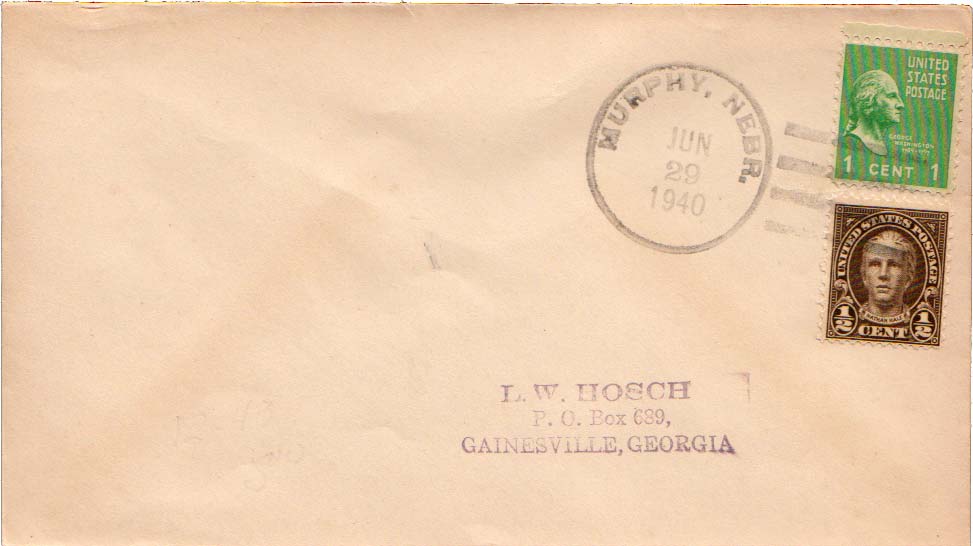 MURPHY, NEBR.
JUN
29
1940
UNITED
STATES
POSTAGE
GEORGE
WASHINGTON
1 CENT 1
UNITED STATES POSTAGE
NATHAN HALE
1/2 CENT 1/2
L. W. HOSCH
P. O. Box 689,
GAINESVILLE, GEORGIA